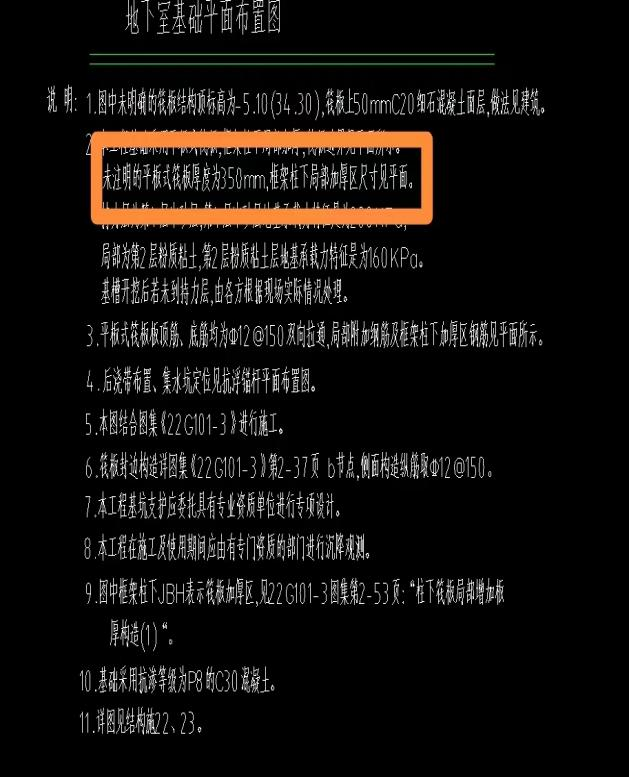 地下室基础平面布置图
说 明: 1.图中未明确的筏板结构顶标高为-5.10(34.30),筏板上50mmC20细石混凝土面层,做法见建筑。
2.
未注明的平板式筏板厚度为350mm,框架柱下局部加厚区尺寸见平面。
局部为第2层粉质粘土,第2层粉质粘土层地基承载力特征是为160KPa。
基槽开挖后若未到持力层,由各方根据现场实际情况处理。
3.平板式筏板板顶筋、底筋均为Φ12@150双向拉通,局部附加钢筋及框架柱下加厚区钢筋见平面所示。
4.后浇带布置、集水坑定位见抗浮锚杆平面布置图。
5.本图结合图集《22G101-3》进行施工。
6.筏板封边构造详图集《22G101-3》第2-37页 b节点,侧面构造纵筋取Φ12@150。
7.本工程基坑支护应委托具有专业资质单位进行专项设计。
8.本工程在施工及使用期间应由有专门资质的部门进行沉降观测。
9.图中框架柱下JBH表示筏板加厚区,见22G101-3图集第2-53页:“柱下筏板局部增加板
厚构造(1)“。
10.基础采用抗渗等级为P8的C30混凝土。
11.详图见结构施22、23。